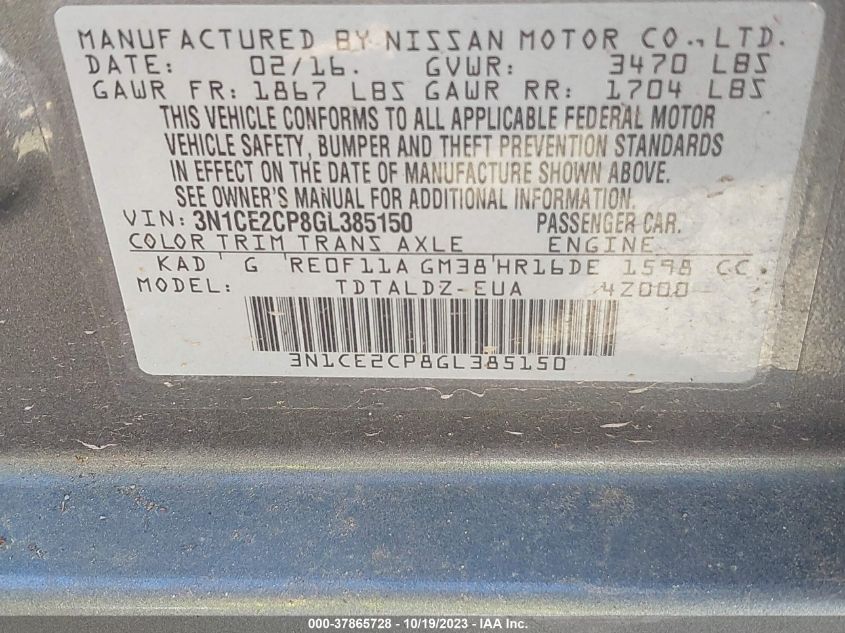 MANUFACTURED BY NISSAN MOTOR CO., LTD.
DATE: 02/16. GVWR: 3470 LBS
GAWR FR: 1867 LBS GAWR RR: 1704 LBS
THIS VEHICLE CONFORMS TO ALL APPLICABLE FEDERAL MOTOR
VEHICLE SAFETY, BUMPER AND THEFT PREVENTION STANDARDS
IN EFFECT ON THE DATE OF MANUFACTURE SHOWN ABOVE.
SEE OWNER'S MANUAL FOR ADDITIONAL INFORMATION.
VIN: 3N1CE2CP8GL385150 PASSENGER CAR.
COLOR TRIM TRANS AXLE ENGINE
KAD G RE0F11A GM38 HR16DE 1598 CC
MODEL: TDTALDZ-EUA 4Z000
3N1CE2CP8GL385150
000-37865728 - 10/19/2023 - IAA Inc.